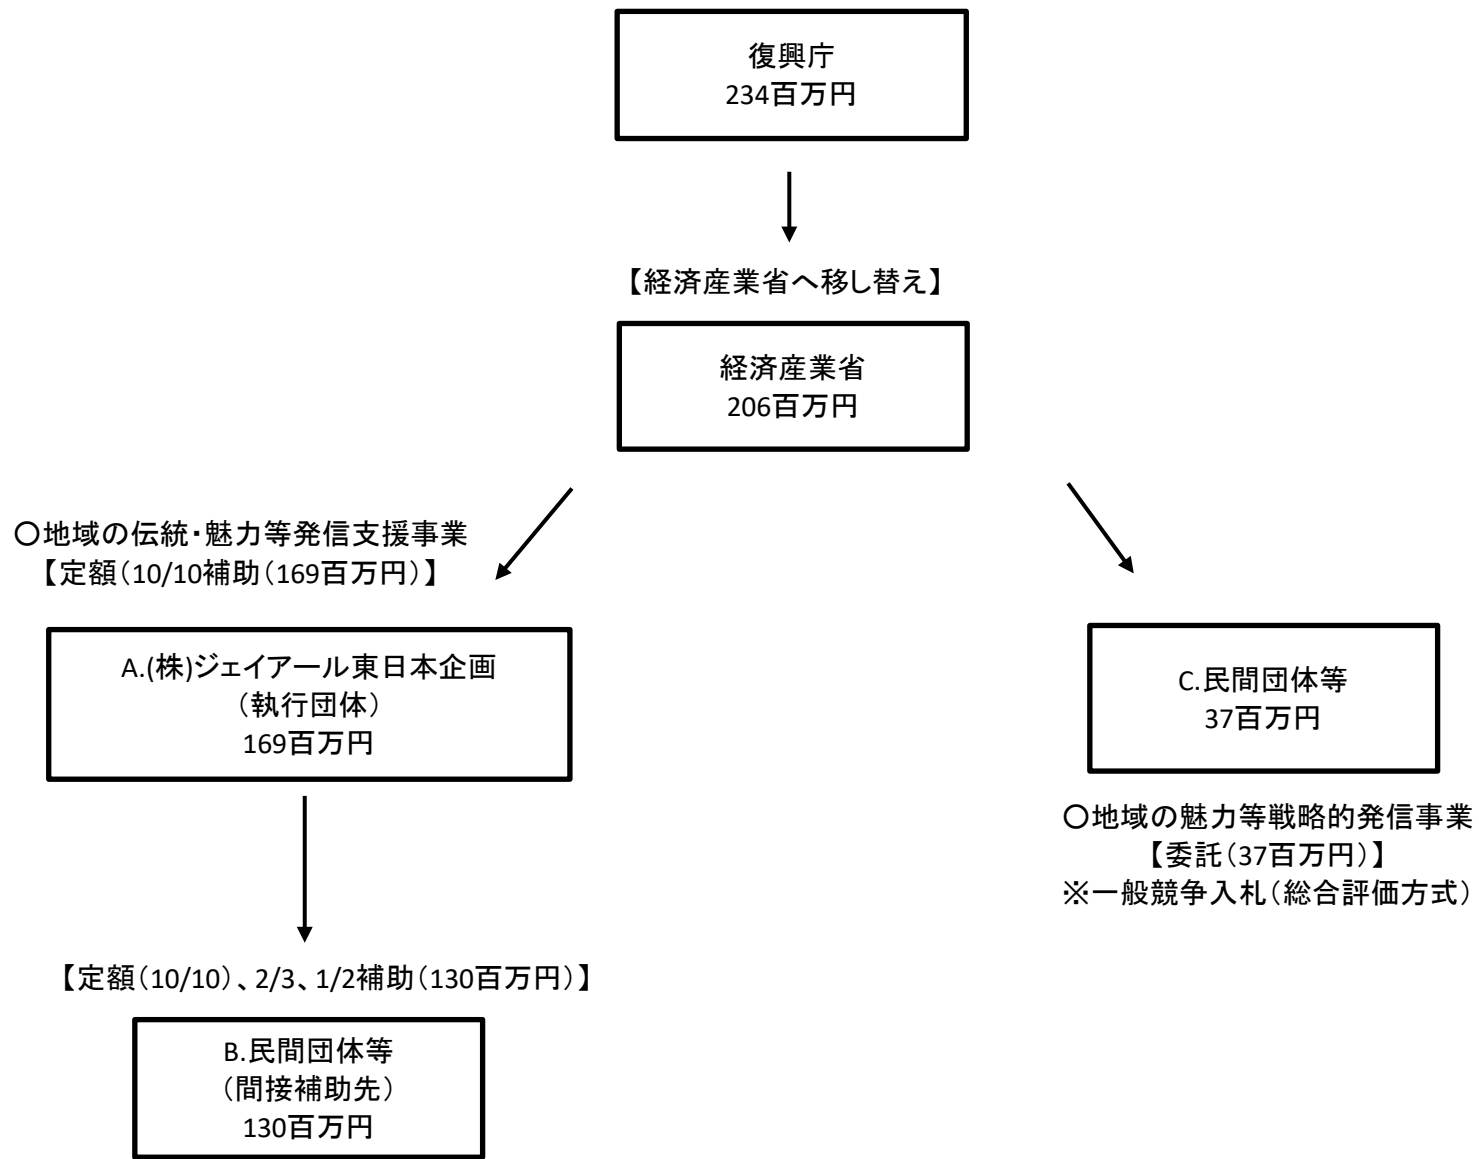 復興庁
234百万円
【経済産業省へ移し替え】
経済産業省
206百万円
〇地域の伝統・魅力等発信支援事業
【定額（10/10補助（169百万円）】
A.(株)ジェイアール東日本企画
（執行団体）
169百万円
【定額（10/10）、2/3、1/2補助（130百万円）】
B.民間団体等
（間接補助先）
130百万円
C.民間団体等
37百万円
〇地域の魅力等戦略的発信事業
【委託（37百万円）】
※一般競争入札（総合評価方式）